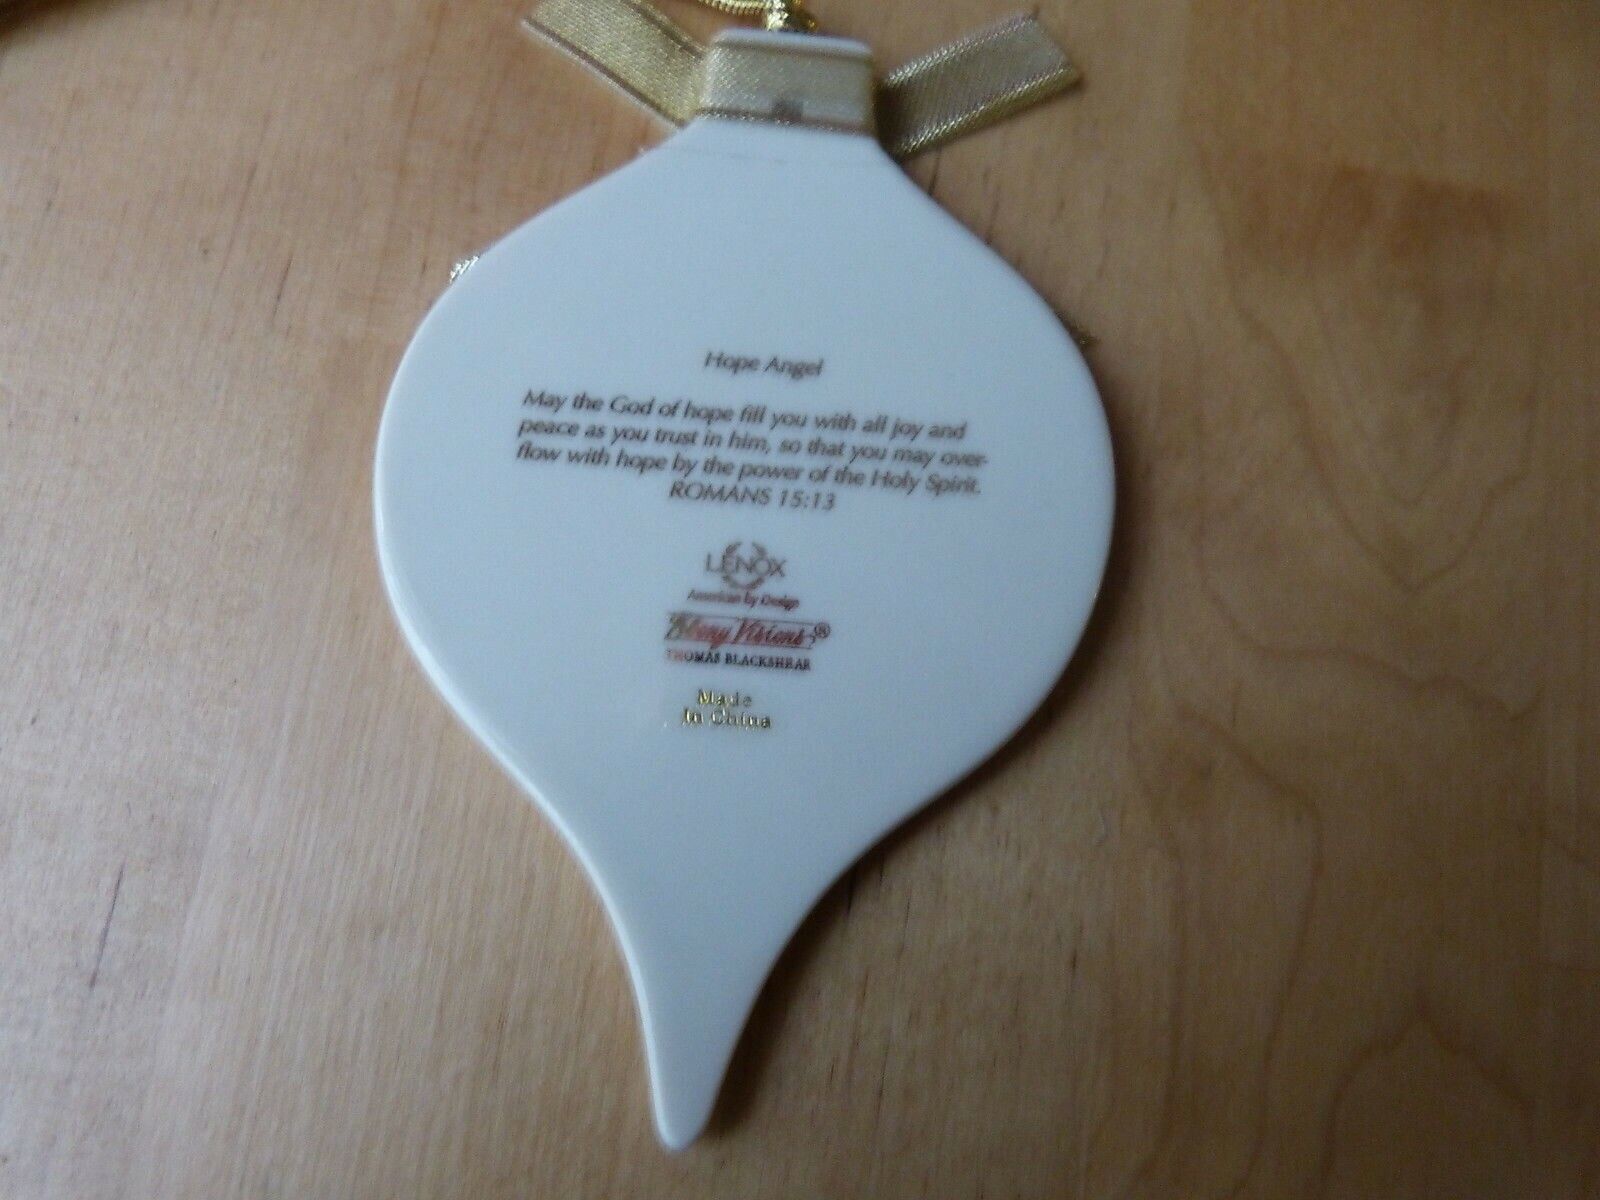 Hope Angel
May the God of hope fill you with all joy and
peace as you trust in him, so that you may over-
flow with hope by the power of the Holy Spirit.
ROMANS 15:13
LENOX
American by Design
Ebony Visions®
THOMAS BLACKSHEAR
Made
In China